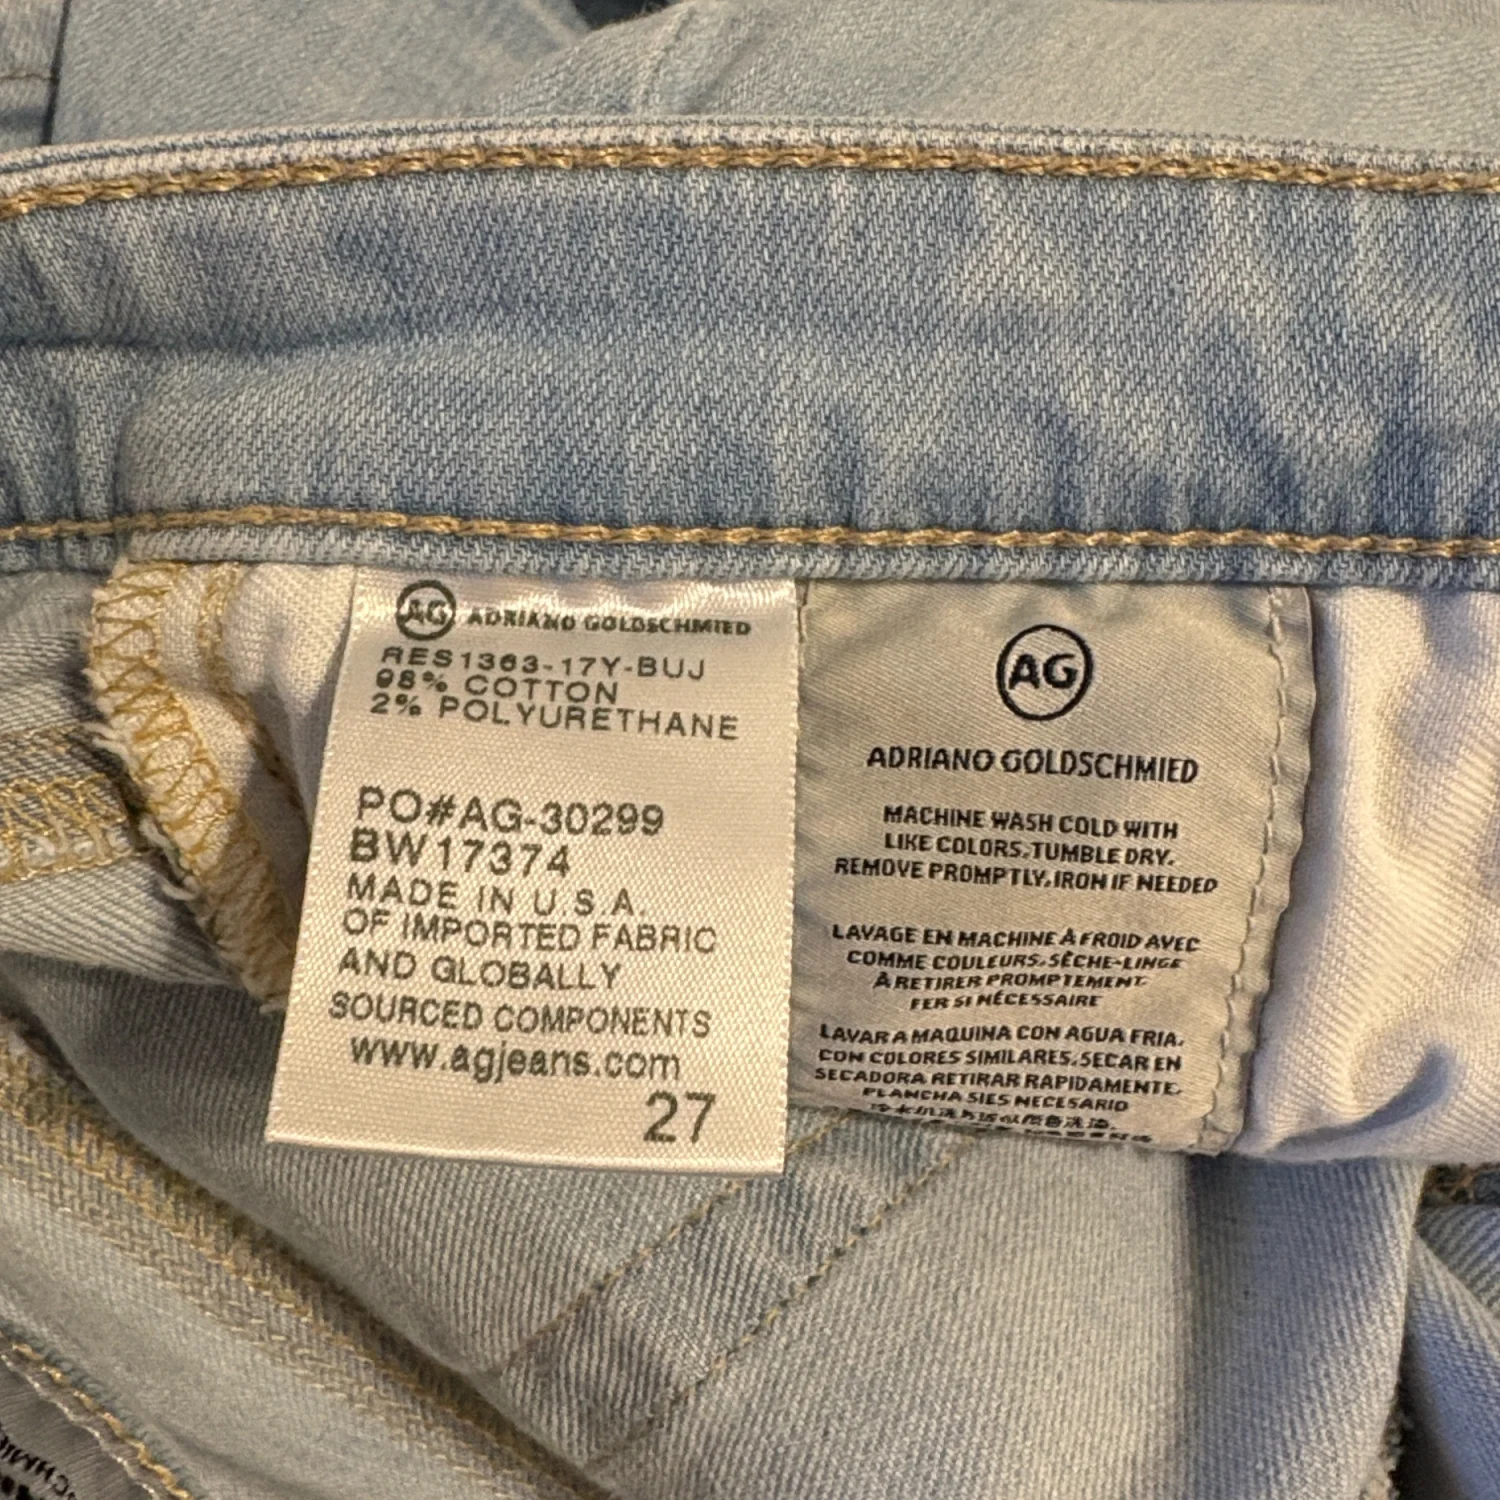 AG ADRIANO GOLDSCHMIED
RES1363-17Y-BUJ
98% COTTON
2% POLYURETHANE
PO#AG-30299
BW17374
MADE IN U.S.A.
OF IMPORTED FABRIC
AND GLOBALLY
SOURCED COMPONENTS
www.agjeans.com
27
AG
ADRIANO GOLDSCHMIED
MACHINE WASH COLD WITH
LIKE COLORS. TUMBLE DRY.
REMOVE PROMPTLY. IRON IF NEEDED
LAVAGE EN MACHINE À FROID AVEC
COMME COULEURS. SÈCHE-LINGE
À RETIRER PROMPTEMENT.
FER SI NÉCESSAIRE
LAVAR A MAQUINA CON AGUA FRIA.
CON COLORES SIMILARES. SECAR EN
SECADORA RETIRAR RAPIDAMENTE.
PLANCHA SIES NECESARIO